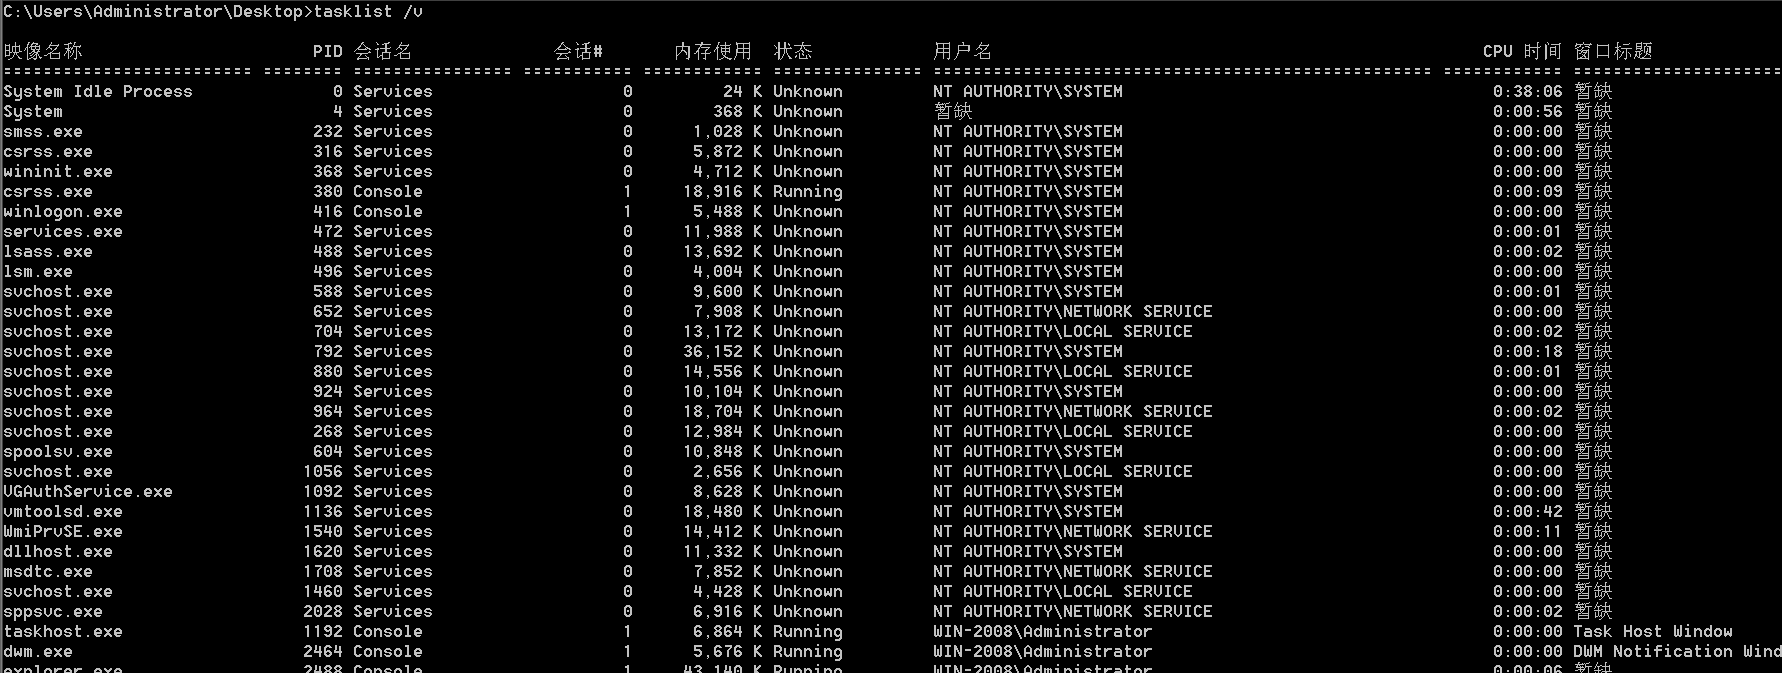 C:\Users\Administrator\Desktop>tasklist /v
映像名称 PID 会话名 会话# 内存使用 状态 用户名 CPU 时间 窗口标题
========================= ======== ================ =========== ============ =============== ================================================== ============ =====================
System Idle Process 0 Services 0 24 K Unknown NT AUTHORITY\SYSTEM 0:38:06 暂缺
System 4 Services 0 368 K Unknown 暂缺 0:00:56 暂缺
smss.exe 232 Services 0 1,028 K Unknown NT AUTHORITY\SYSTEM 0:00:00 暂缺
csrss.exe 316 Services 0 5,872 K Unknown NT AUTHORITY\SYSTEM 0:00:00 暂缺
wininit.exe 368 Services 0 4,712 K Unknown NT AUTHORITY\SYSTEM 0:00:00 暂缺
csrss.exe 380 Console 1 18,916 K Running NT AUTHORITY\SYSTEM 0:00:09 暂缺
winlogon.exe 416 Console 1 5,488 K Unknown NT AUTHORITY\SYSTEM 0:00:00 暂缺
services.exe 472 Services 0 11,988 K Unknown NT AUTHORITY\SYSTEM 0:00:01 暂缺
lsass.exe 488 Services 0 13,692 K Unknown NT AUTHORITY\SYSTEM 0:00:02 暂缺
lsm.exe 496 Services 0 4,004 K Unknown NT AUTHORITY\SYSTEM 0:00:00 暂缺
svchost.exe 588 Services 0 9,600 K Unknown NT AUTHORITY\SYSTEM 0:00:01 暂缺
svchost.exe 652 Services 0 7,908 K Unknown NT AUTHORITY\NETWORK SERVICE 0:00:00 暂缺
svchost.exe 704 Services 0 13,172 K Unknown NT AUTHORITY\LOCAL SERVICE 0:00:02 暂缺
svchost.exe 792 Services 0 36,152 K Unknown NT AUTHORITY\SYSTEM 0:00:18 暂缺
svchost.exe 880 Services 0 14,556 K Unknown NT AUTHORITY\LOCAL SERVICE 0:00:01 暂缺
svchost.exe 924 Services 0 10,104 K Unknown NT AUTHORITY\SYSTEM 0:00:00 暂缺
svchost.exe 964 Services 0 18,704 K Unknown NT AUTHORITY\NETWORK SERVICE 0:00:02 暂缺
svchost.exe 268 Services 0 12,984 K Unknown NT AUTHORITY\LOCAL SERVICE 0:00:00 暂缺
spoolsv.exe 604 Services 0 10,848 K Unknown NT AUTHORITY\SYSTEM 0:00:00 暂缺
svchost.exe 1056 Services 0 2,656 K Unknown NT AUTHORITY\LOCAL SERVICE 0:00:00 暂缺
VGAuthService.exe 1092 Services 0 8,628 K Unknown NT AUTHORITY\SYSTEM 0:00:00 暂缺
vmtoolsd.exe 1136 Services 0 18,480 K Unknown NT AUTHORITY\SYSTEM 0:00:42 暂缺
WmiPrvSE.exe 1540 Services 0 14,412 K Unknown NT AUTHORITY\NETWORK SERVICE 0:00:11 暂缺
dllhost.exe 1620 Services 0 11,332 K Unknown NT AUTHORITY\SYSTEM 0:00:00 暂缺
msdtc.exe 1708 Services 0 7,852 K Unknown NT AUTHORITY\NETWORK SERVICE 0:00:00 暂缺
svchost.exe 1460 Services 0 4,428 K Unknown NT AUTHORITY\LOCAL SERVICE 0:00:00 暂缺
sppsvc.exe 2028 Services 0 6,916 K Unknown NT AUTHORITY\NETWORK SERVICE 0:00:02 暂缺
taskhost.exe 1192 Console 1 6,864 K Running WIN-2008\Administrator 0:00:00 Task Host Window
dwm.exe 2464 Console 1 5,676 K Running WIN-2008\Administrator 0:00:00 DWM Notification Wind
explorer.exe 2488 Console 1 43,140 K Running WIN-2008\Administrator 0:00:06 暂缺